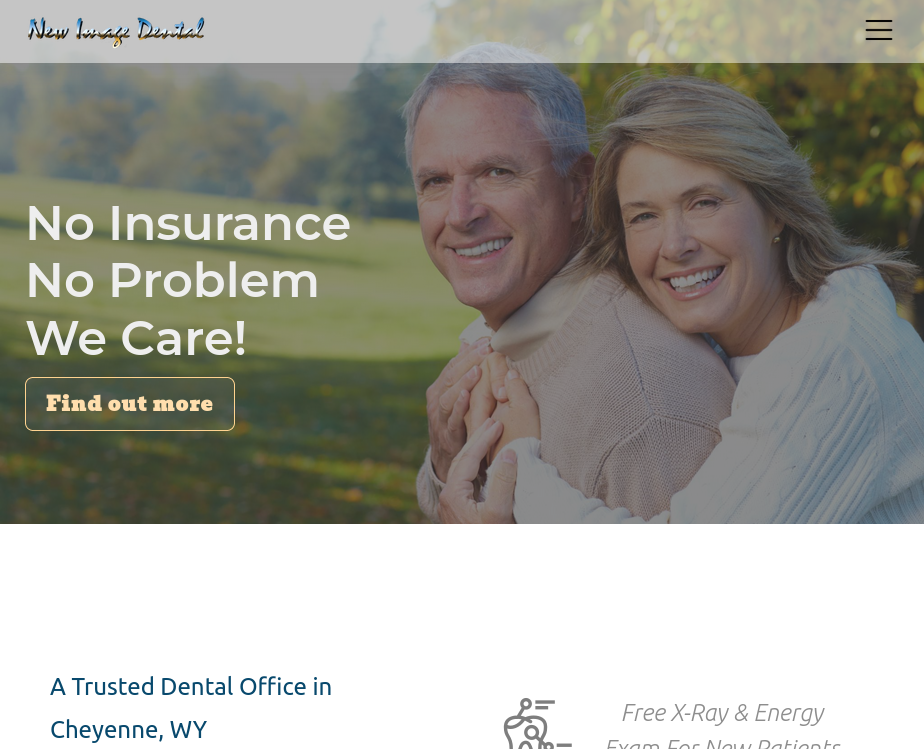 New Image Dental
No Insurance
No Problem
We Care!
Find out more
A Trusted Dental Office in
Cheyenne, WY
Free X-Ray & Energy
Exam For New Patients